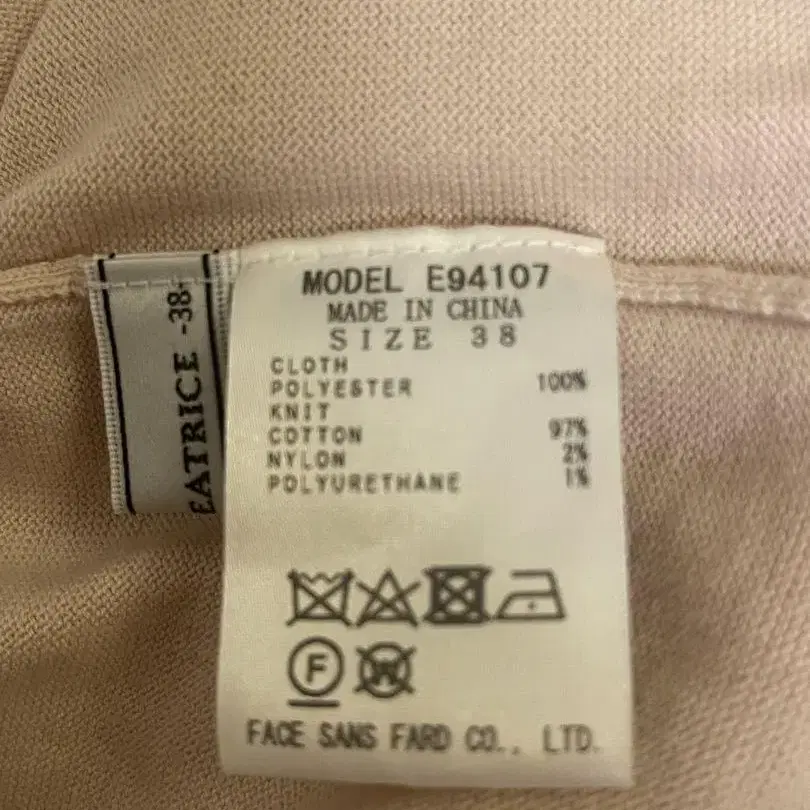 MODEL E94107
MADE IN CHINA
SIZE 38
CLOTH
POLYESTER 100%
KNIT
COTTON 97%
NYLON 2%
POLYURETHANE 1%
F
W
FACE SANS FARD CO., LTD.
EATRICE -38-